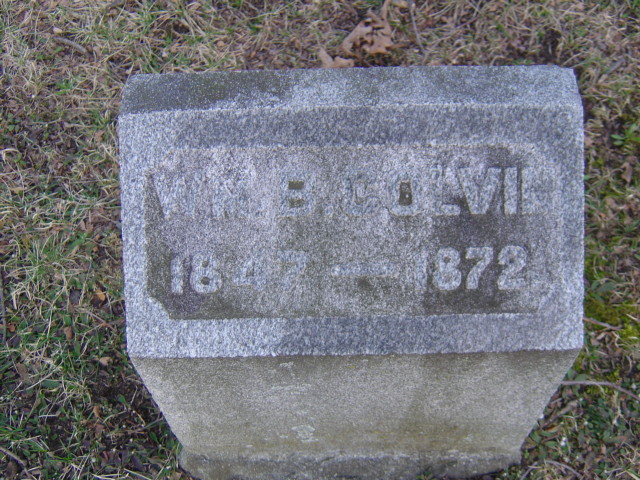 WM. B. COLVIN
1847 — 1872